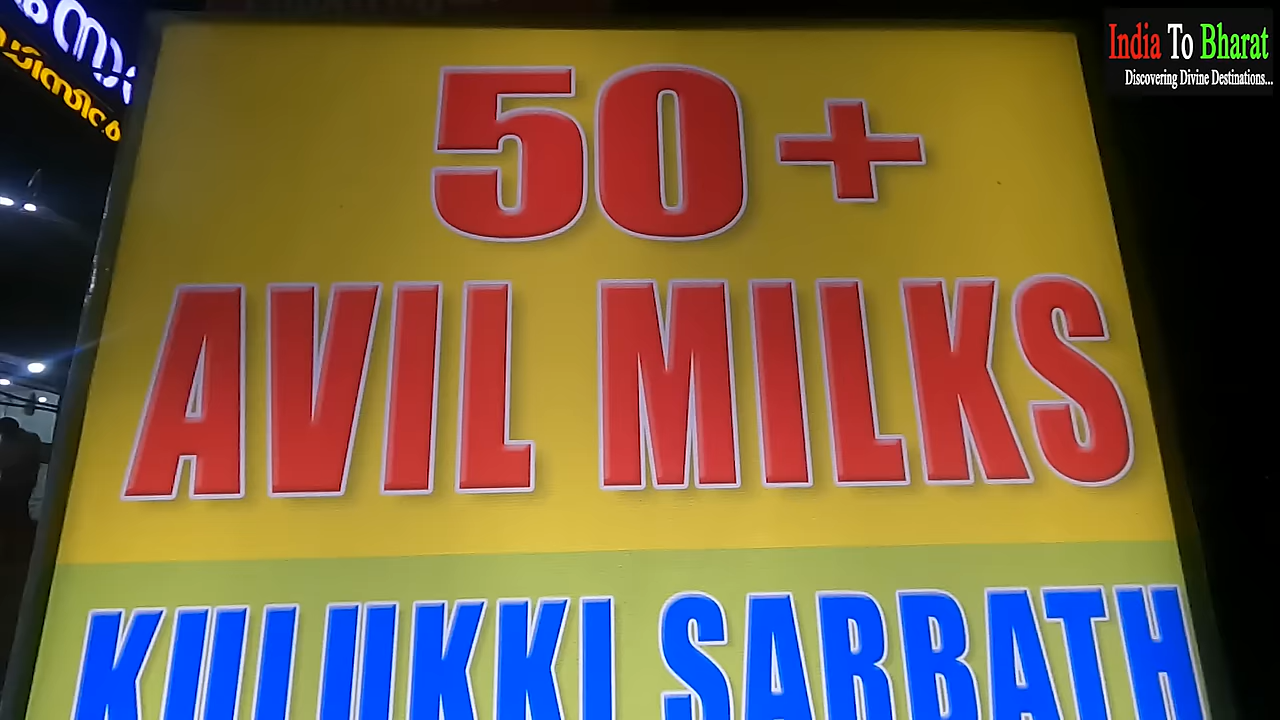 50+
AVIL MILKS
KULUKKI SARBATH
India To Bharat
Discovering Divine Destinations...